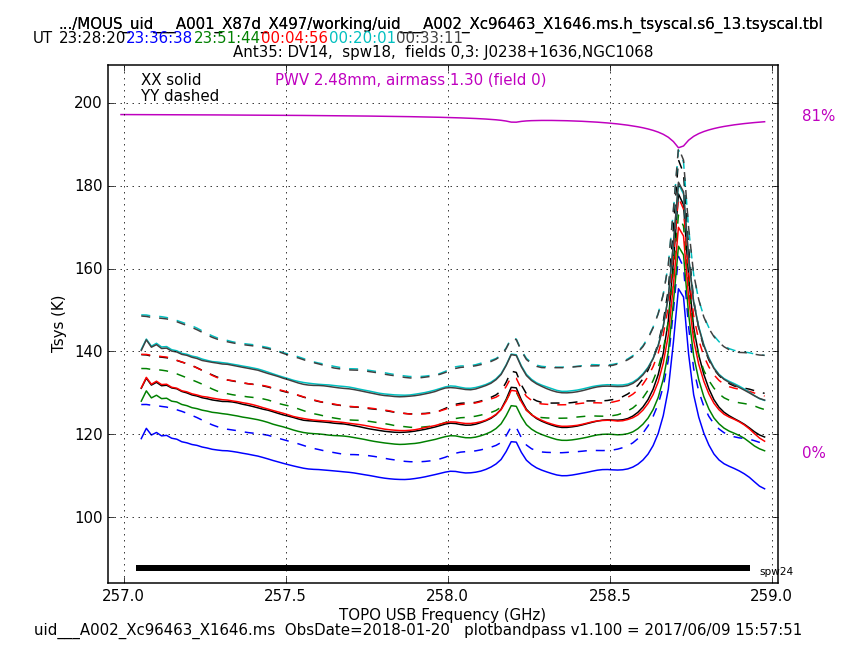 .../MOUS_uid___A001_X87d_X497/working/uid___A002_Xc96463_X1646.ms.h_tsyscal.s6_13.tsyscal.tbl
UT 23:28:20 23:36:38 23:51:44 00:04:56 00:20:01 00:33:11
Ant35: DV14, spw18, fields 0,3: J0238+1636,NGC1068
XX solid
PWV 2.48mm, airmass 1.30 (field 0)
YY dashed
200
81%
180
160
Tsys (K)
140
120
0%
100
spw24
257.0 257.5 258.0 258.5 259.0
TOPO USB Frequency (GHz)
uid___A002_Xc96463_X1646.ms ObsDate=2018-01-20 plotbandpass v1.100 = 2017/06/09 15:57:51